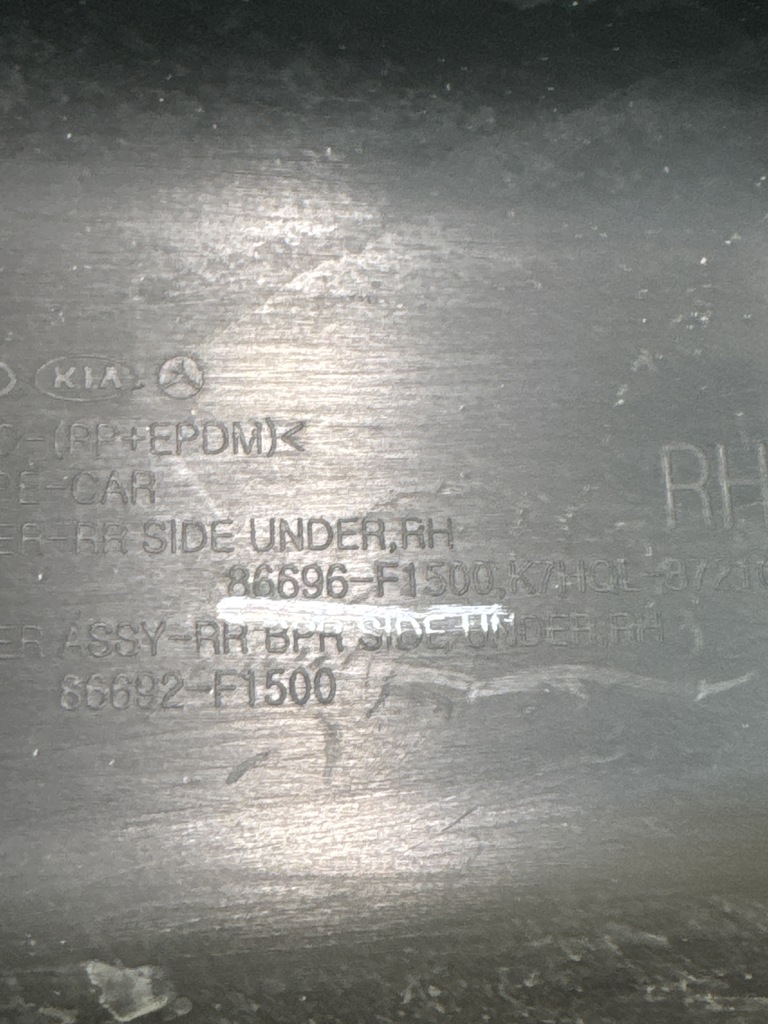 KIA
-(PP+EPDM)<
-CAR
-RR SIDE UNDER,RH
RH
86696-F1500,
ER ASSY-RR BPR SIDE, UNDER,RH
86692-F1500